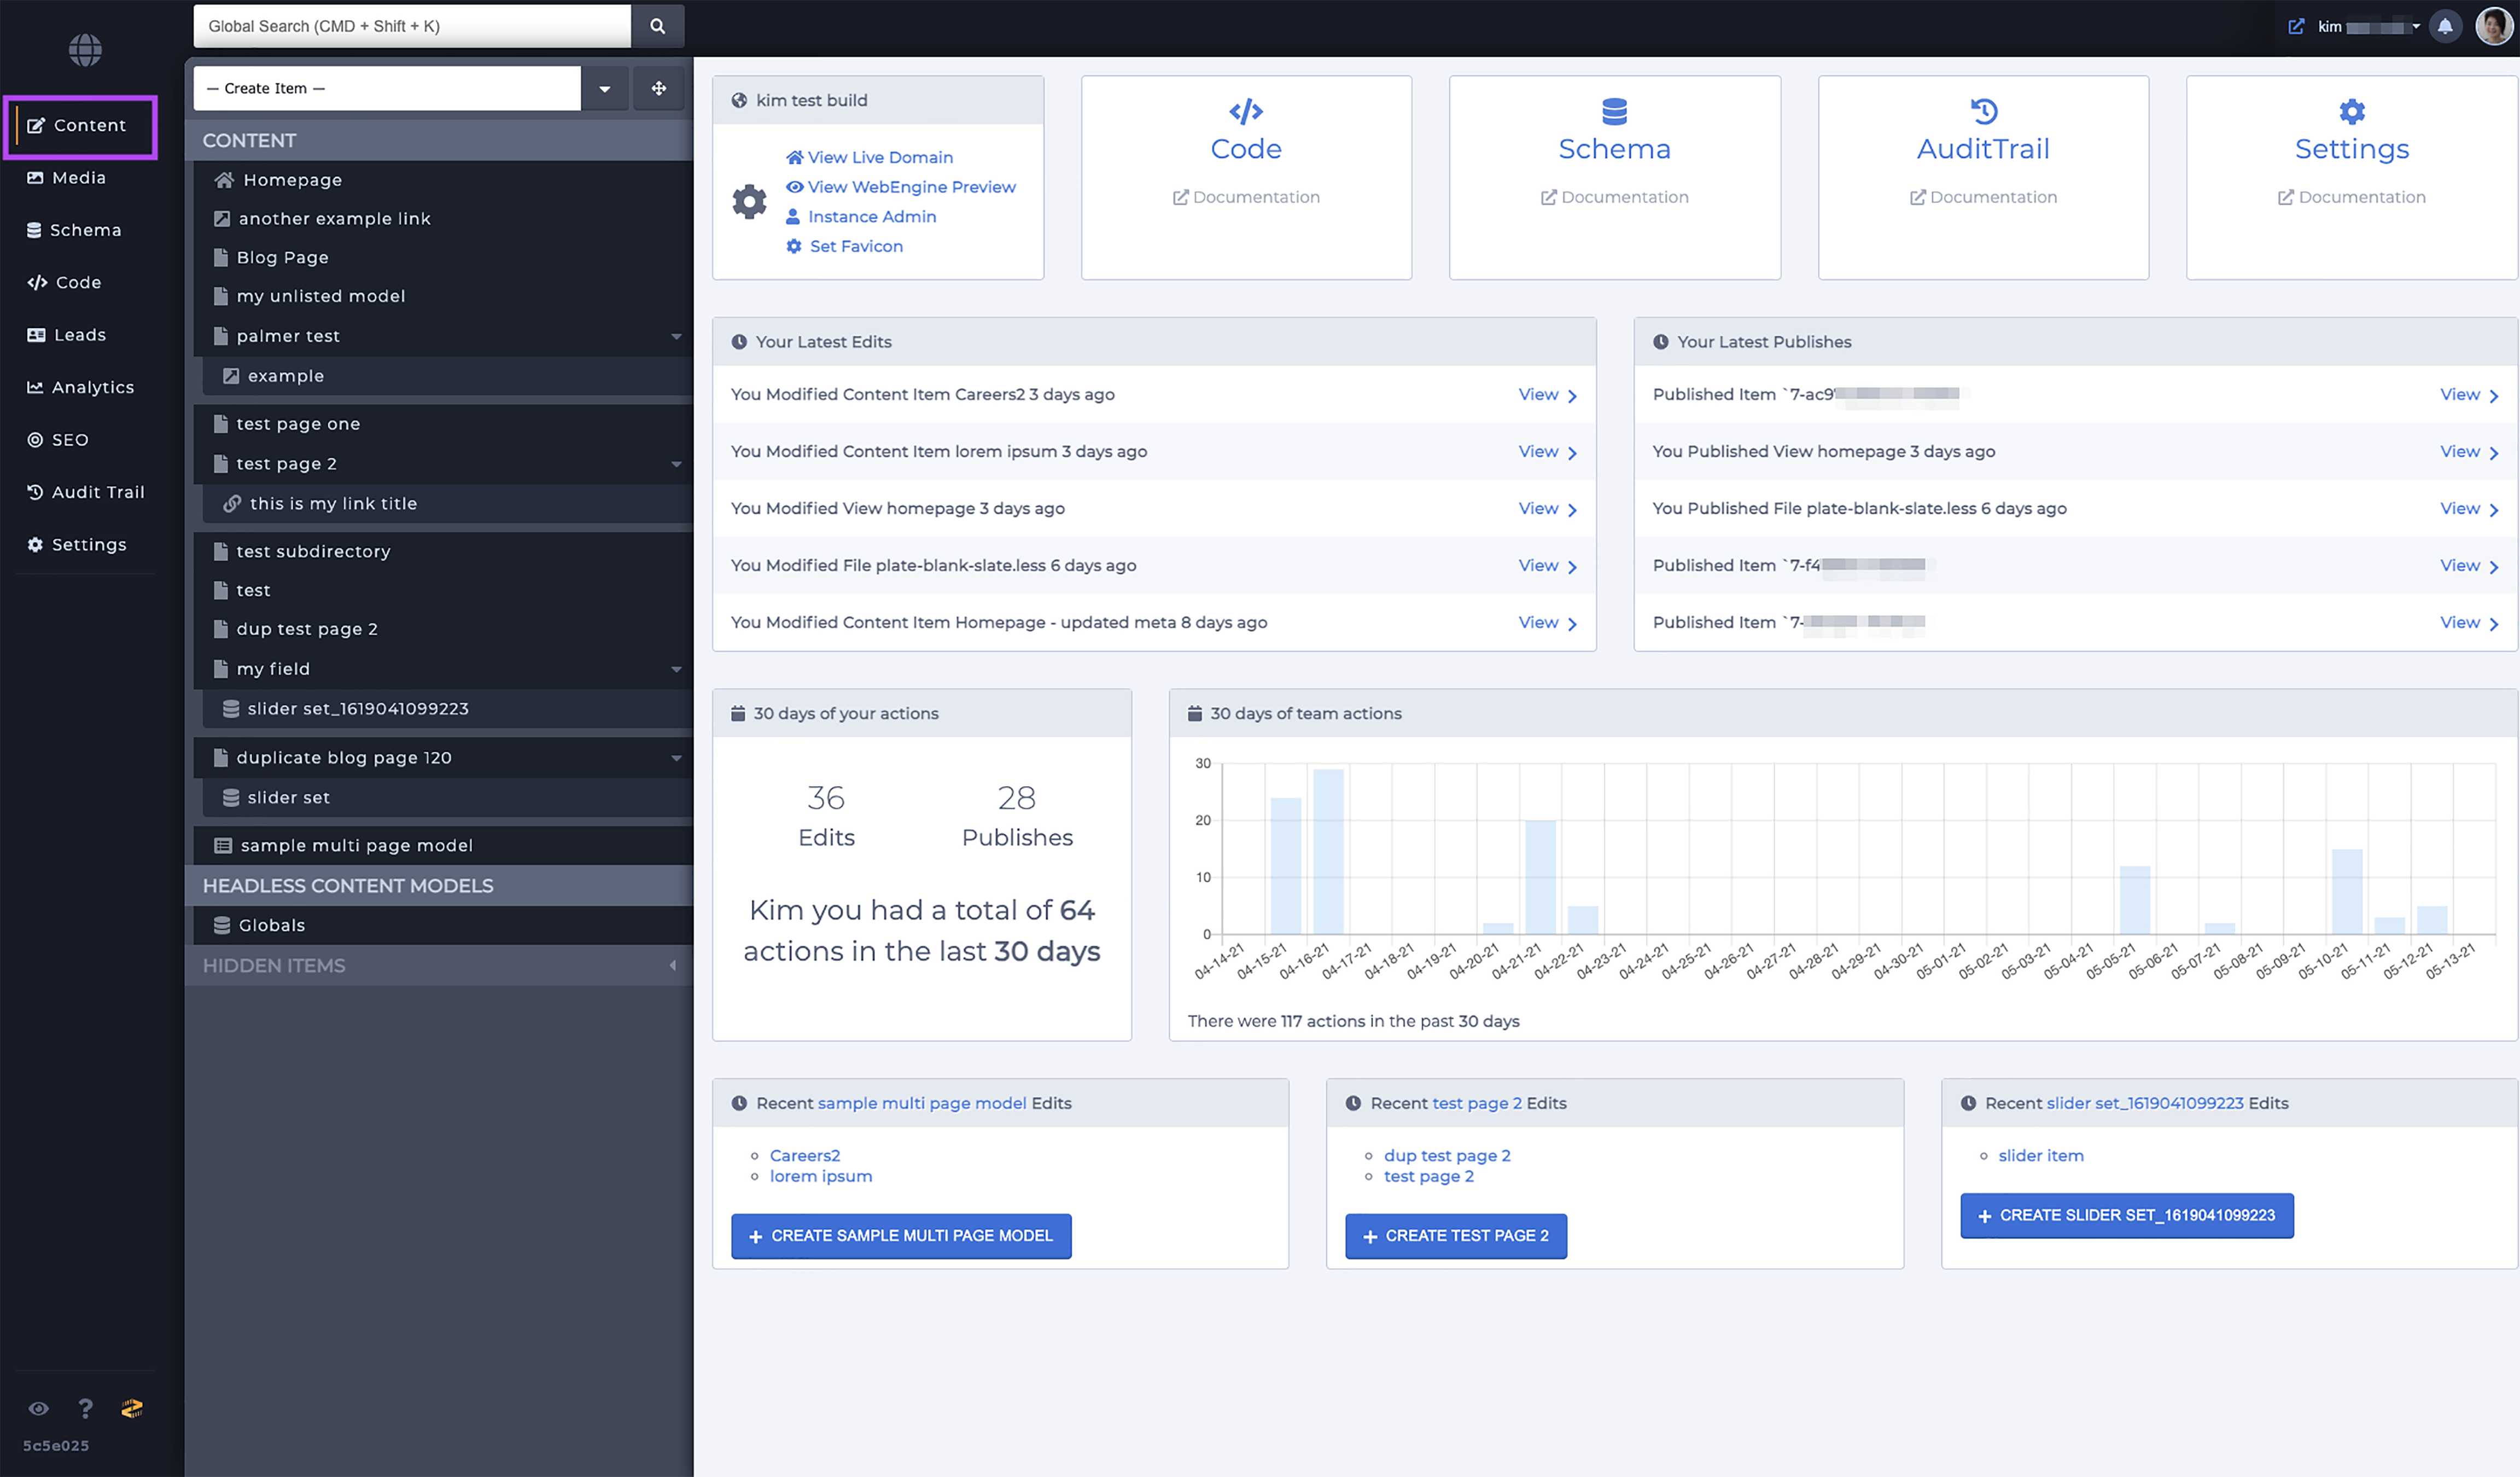 Global Search (CMD + Shift + K)
kim
Content
Media
Schema
Code
Leads
Analytics
SEO
Audit Trail
Settings
5c5e025
— Create Item —
CONTENT
Homepage
another example link
Blog Page
my unlisted model
palmer test
example
test page one
test page 2
this is my link title
test subdirectory
test
dup test page 2
my field
slider set_1619041099223
duplicate blog page 120
slider set
sample multi page model
HEADLESS CONTENT MODELS
Globals
HIDDEN ITEMS
kim test build
View Live Domain
View WebEngine Preview
Instance Admin
Set Favicon
Code
Documentation
Schema
Documentation
AuditTrail
Documentation
Settings
Documentation
Your Latest Edits
You Modified Content Item Careers2 3 days ago View
You Modified Content Item lorem ipsum 3 days ago View
You Modified View homepage 3 days ago View
You Modified File plate-blank-slate.less 6 days ago View
You Modified Content Item Homepage - updated meta 8 days ago View
Your Latest Publishes
Published Item `7-ac9 View
You Published View homepage 3 days ago View
You Published File plate-blank-slate.less 6 days ago View
Published Item `7-f4 View
Published Item `7- View
30 days of your actions
36 28
Edits Publishes
Kim you had a total of 64
actions in the last 30 days
30 days of team actions
30
20
10
0
04-14-21 04-15-21 04-16-21 04-17-21 04-18-21 04-19-21 04-20-21 04-21-21 04-22-21 04-23-21 04-24-21 04-25-21 04-26-21 04-27-21 04-28-21 04-29-21 04-30-21 05-01-21 05-02-21 05-03-21 05-04-21 05-05-21 05-06-21 05-07-21 05-08-21 05-09-21 05-10-21 05-11-21 05-12-21 05-13-21
There were 117 actions in the past 30 days
Recent sample multi page model Edits
Careers2
lorem ipsum
+ CREATE SAMPLE MULTI PAGE MODEL
Recent test page 2 Edits
dup test page 2
test page 2
+ CREATE TEST PAGE 2
Recent slider set_1619041099223 Edits
slider item
+ CREATE SLIDER SET_1619041099223